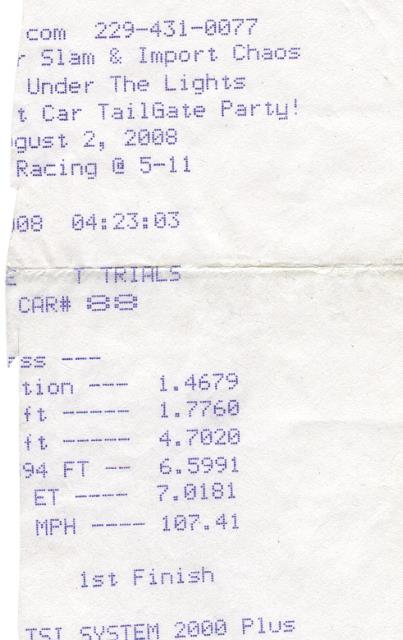 com 229-431-0077
r Slam & Import Chaos
Under The Lights
t Car TailGate Party!
gust 2, 2008
Racing @ 5-11
08 04:23:03
E T TRIALS
CAR# 88
ss ---
tion --- 1.4679
ft ----- 1.7760
ft ----- 4.7020
94 FT -- 6.5991
ET ---- 7.0181
MPH ---- 107.41
1st Finish
TSI SYSTEM 2000 Plus